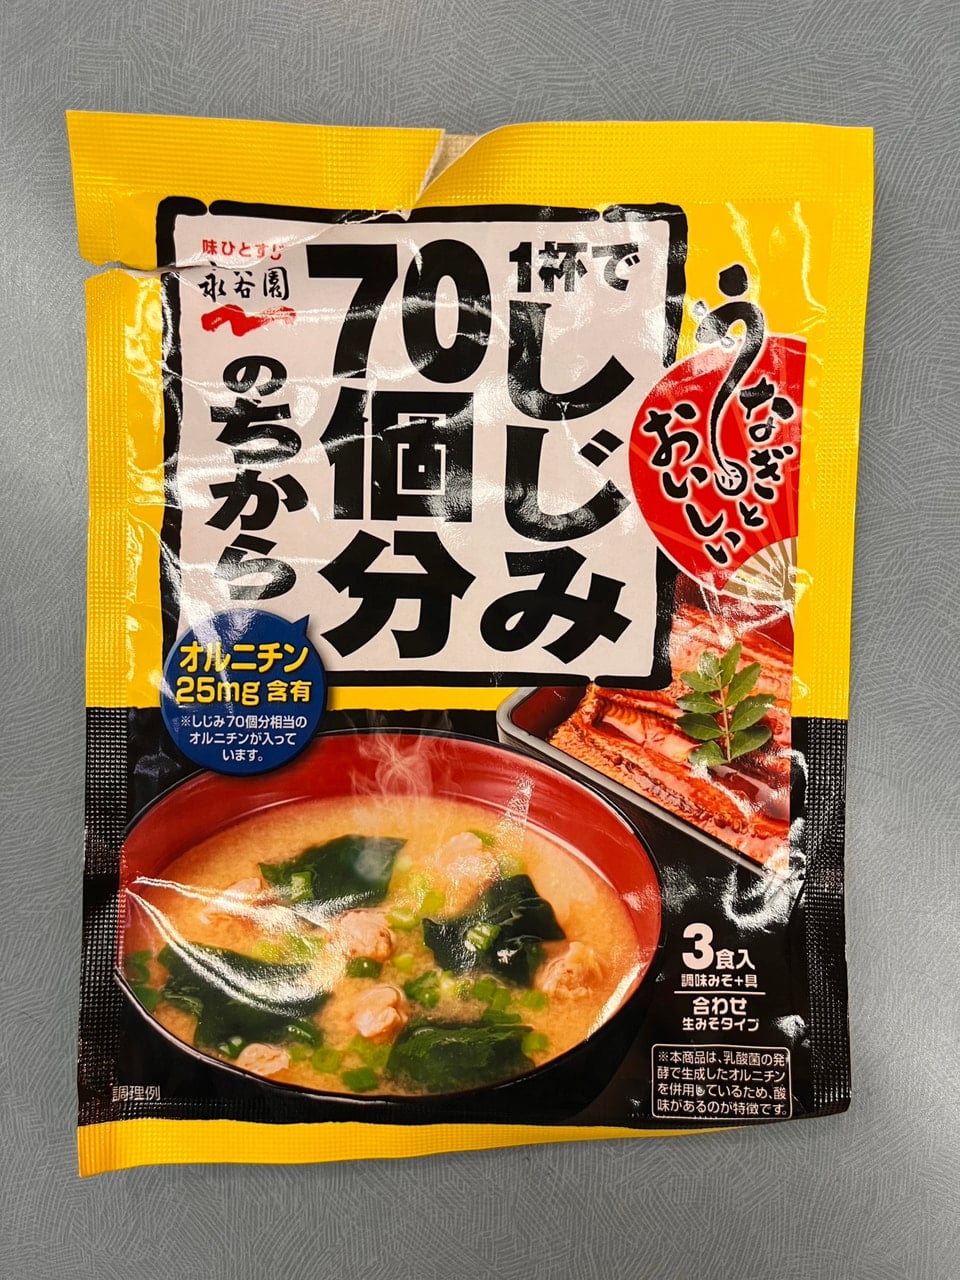 味ひとすじ
永谷園
1杯で
しじみ
70個分
のちから
うなぎと
おいしい
オルニチン
25mg 含有
※しじみ70個分相当の
オルニチンが入って
います。
3食入
調味みそ+具
合わせ
生みそタイプ
※本商品は、乳酸菌の発
酵で生成したオルニチン
を併用しているため、酸
味があるのが特徴です。
調理例